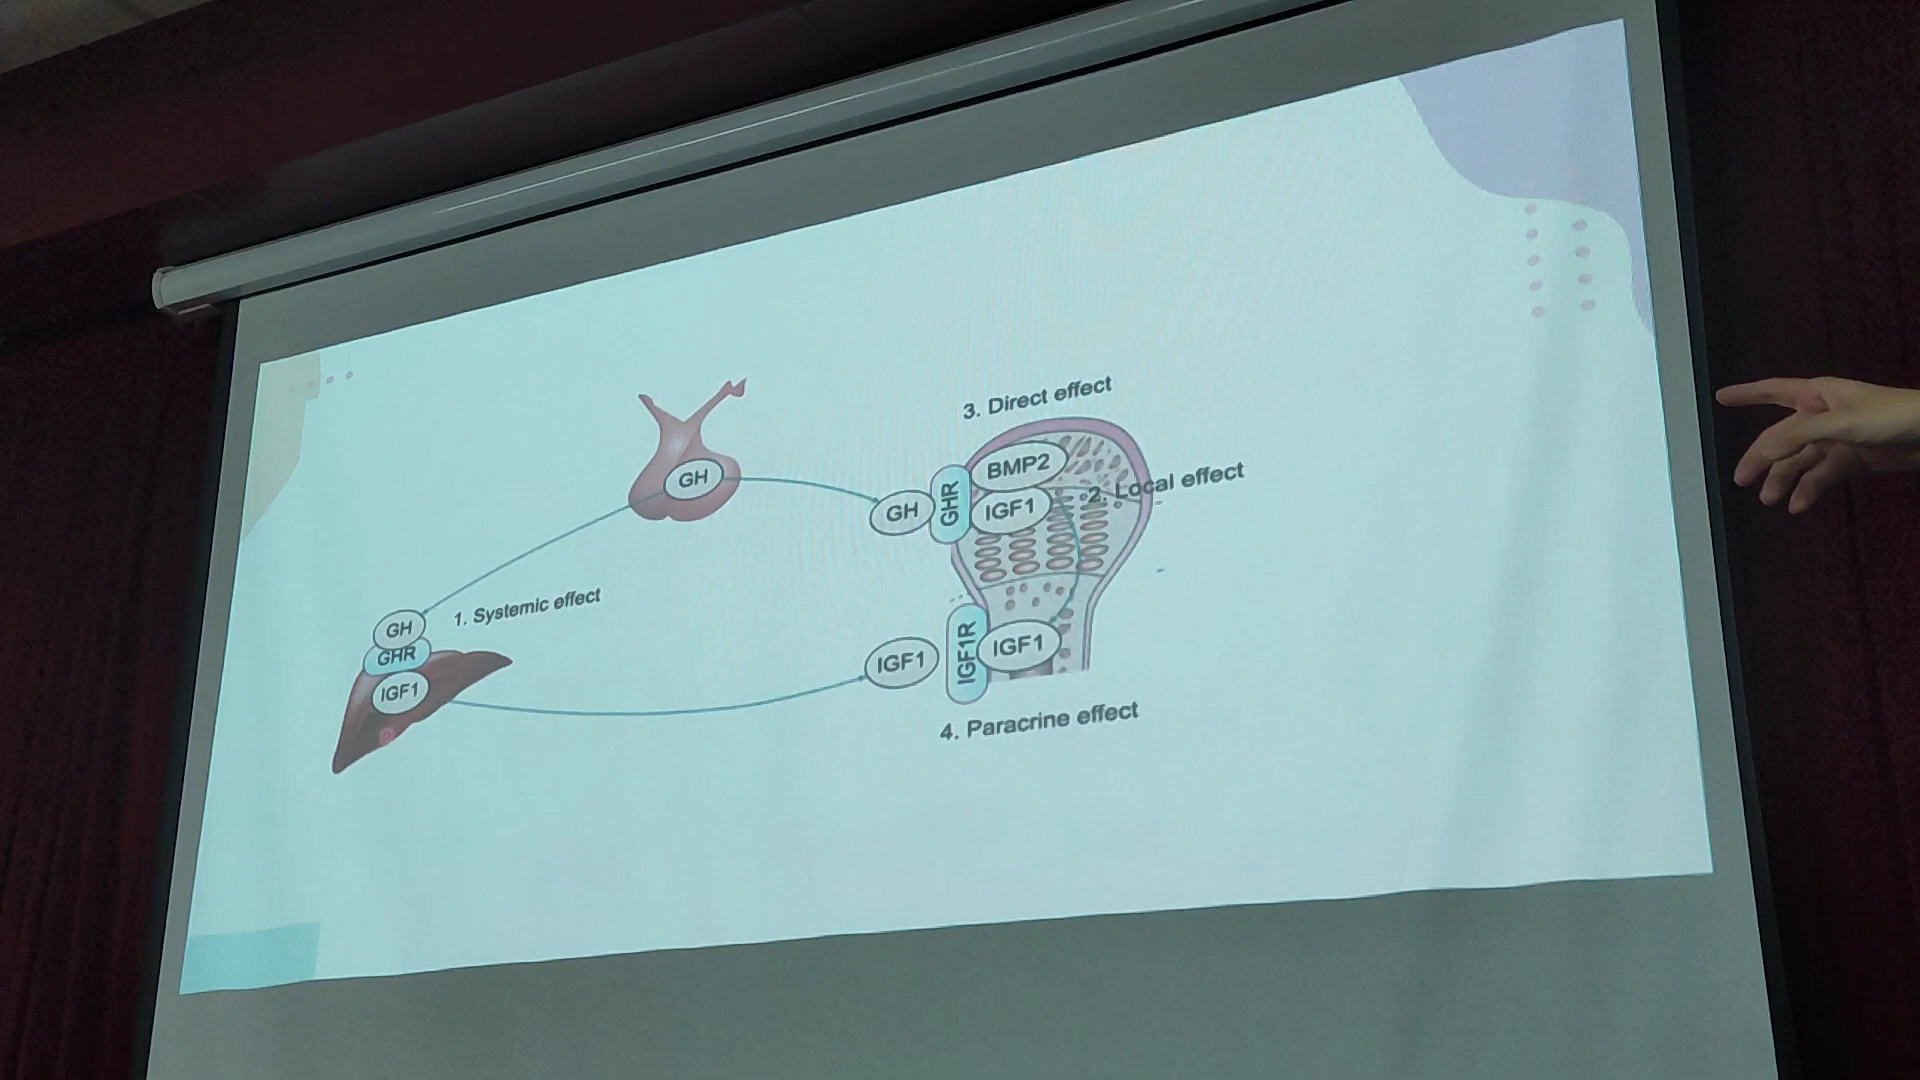 3. Direct effect
GH
BMP2
GHR
GH
IGF1
2. Local effect
1. Systemic effect
GH
GHR
IGF1
IGF1
IGF1R
IGF1
4. Paracrine effect